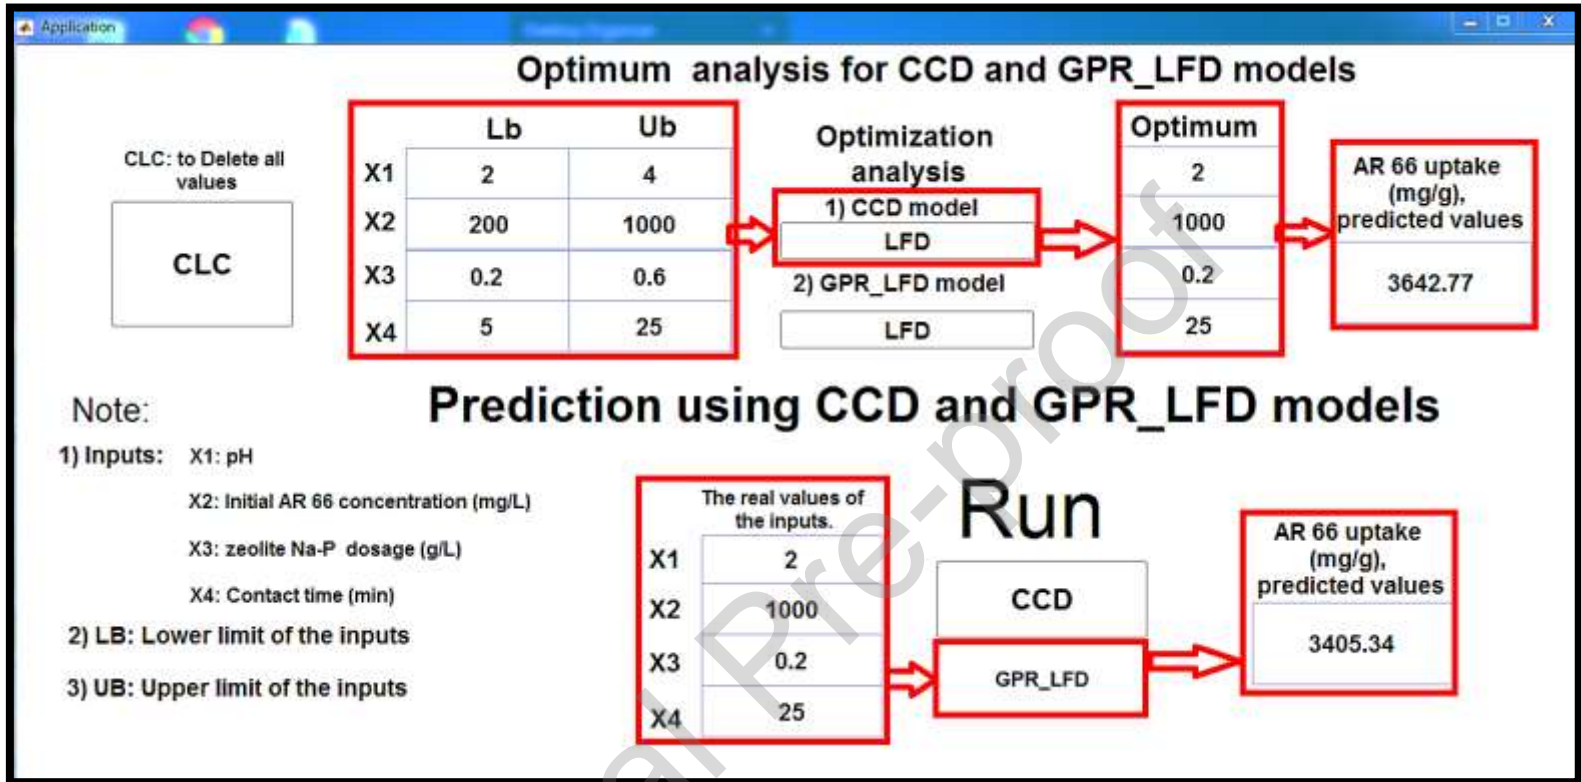 Application
Optimum analysis for CCD and GPR_LFD models
CLC: to Delete all
values
CLC
Lb Ub
X1 2 4
X2 200 1000
X3 0.2 0.6
X4 5 25
Optimization
analysis
1) CCD model
LFD
2) GPR_LFD model
LFD
Optimum
2
1000
0.2
25
AR 66 uptake
(mg/g),
predicted values
3642.77
Prediction using CCD and GPR_LFD models
Note:
1) Inputs: X1: pH
X2: Initial AR 66 concentration (mg/L)
X3: zeolite Na-P dosage (g/L)
X4: Contact time (min)
2) LB: Lower limit of the inputs
3) UB: Upper limit of the inputs
The real values of
the inputs.
X1 2
X2 1000
X3 0.2
X4 25
Run
CCD
GPR_LFD
AR 66 uptake
(mg/g),
predicted values
3405.34
al Pre-proof